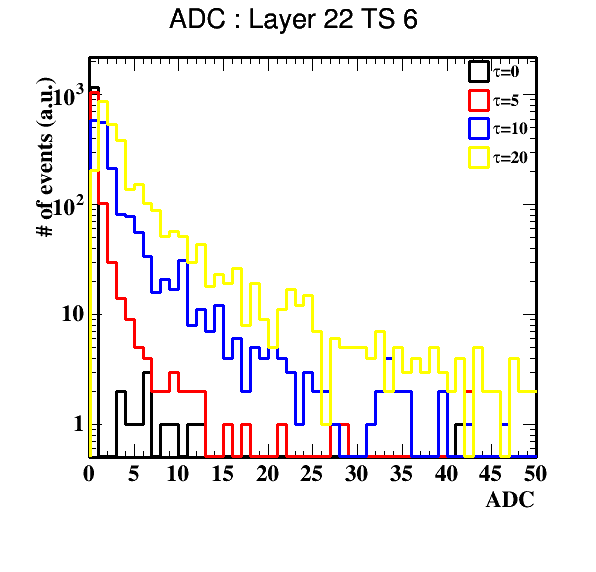 ADC : Layer 22 TS 6
# of events (a.u.)
10³
10²
10
1
τ=0
τ=5
τ=10
τ=20
0 5 10 15 20 25 30 35 40 45 50
ADC